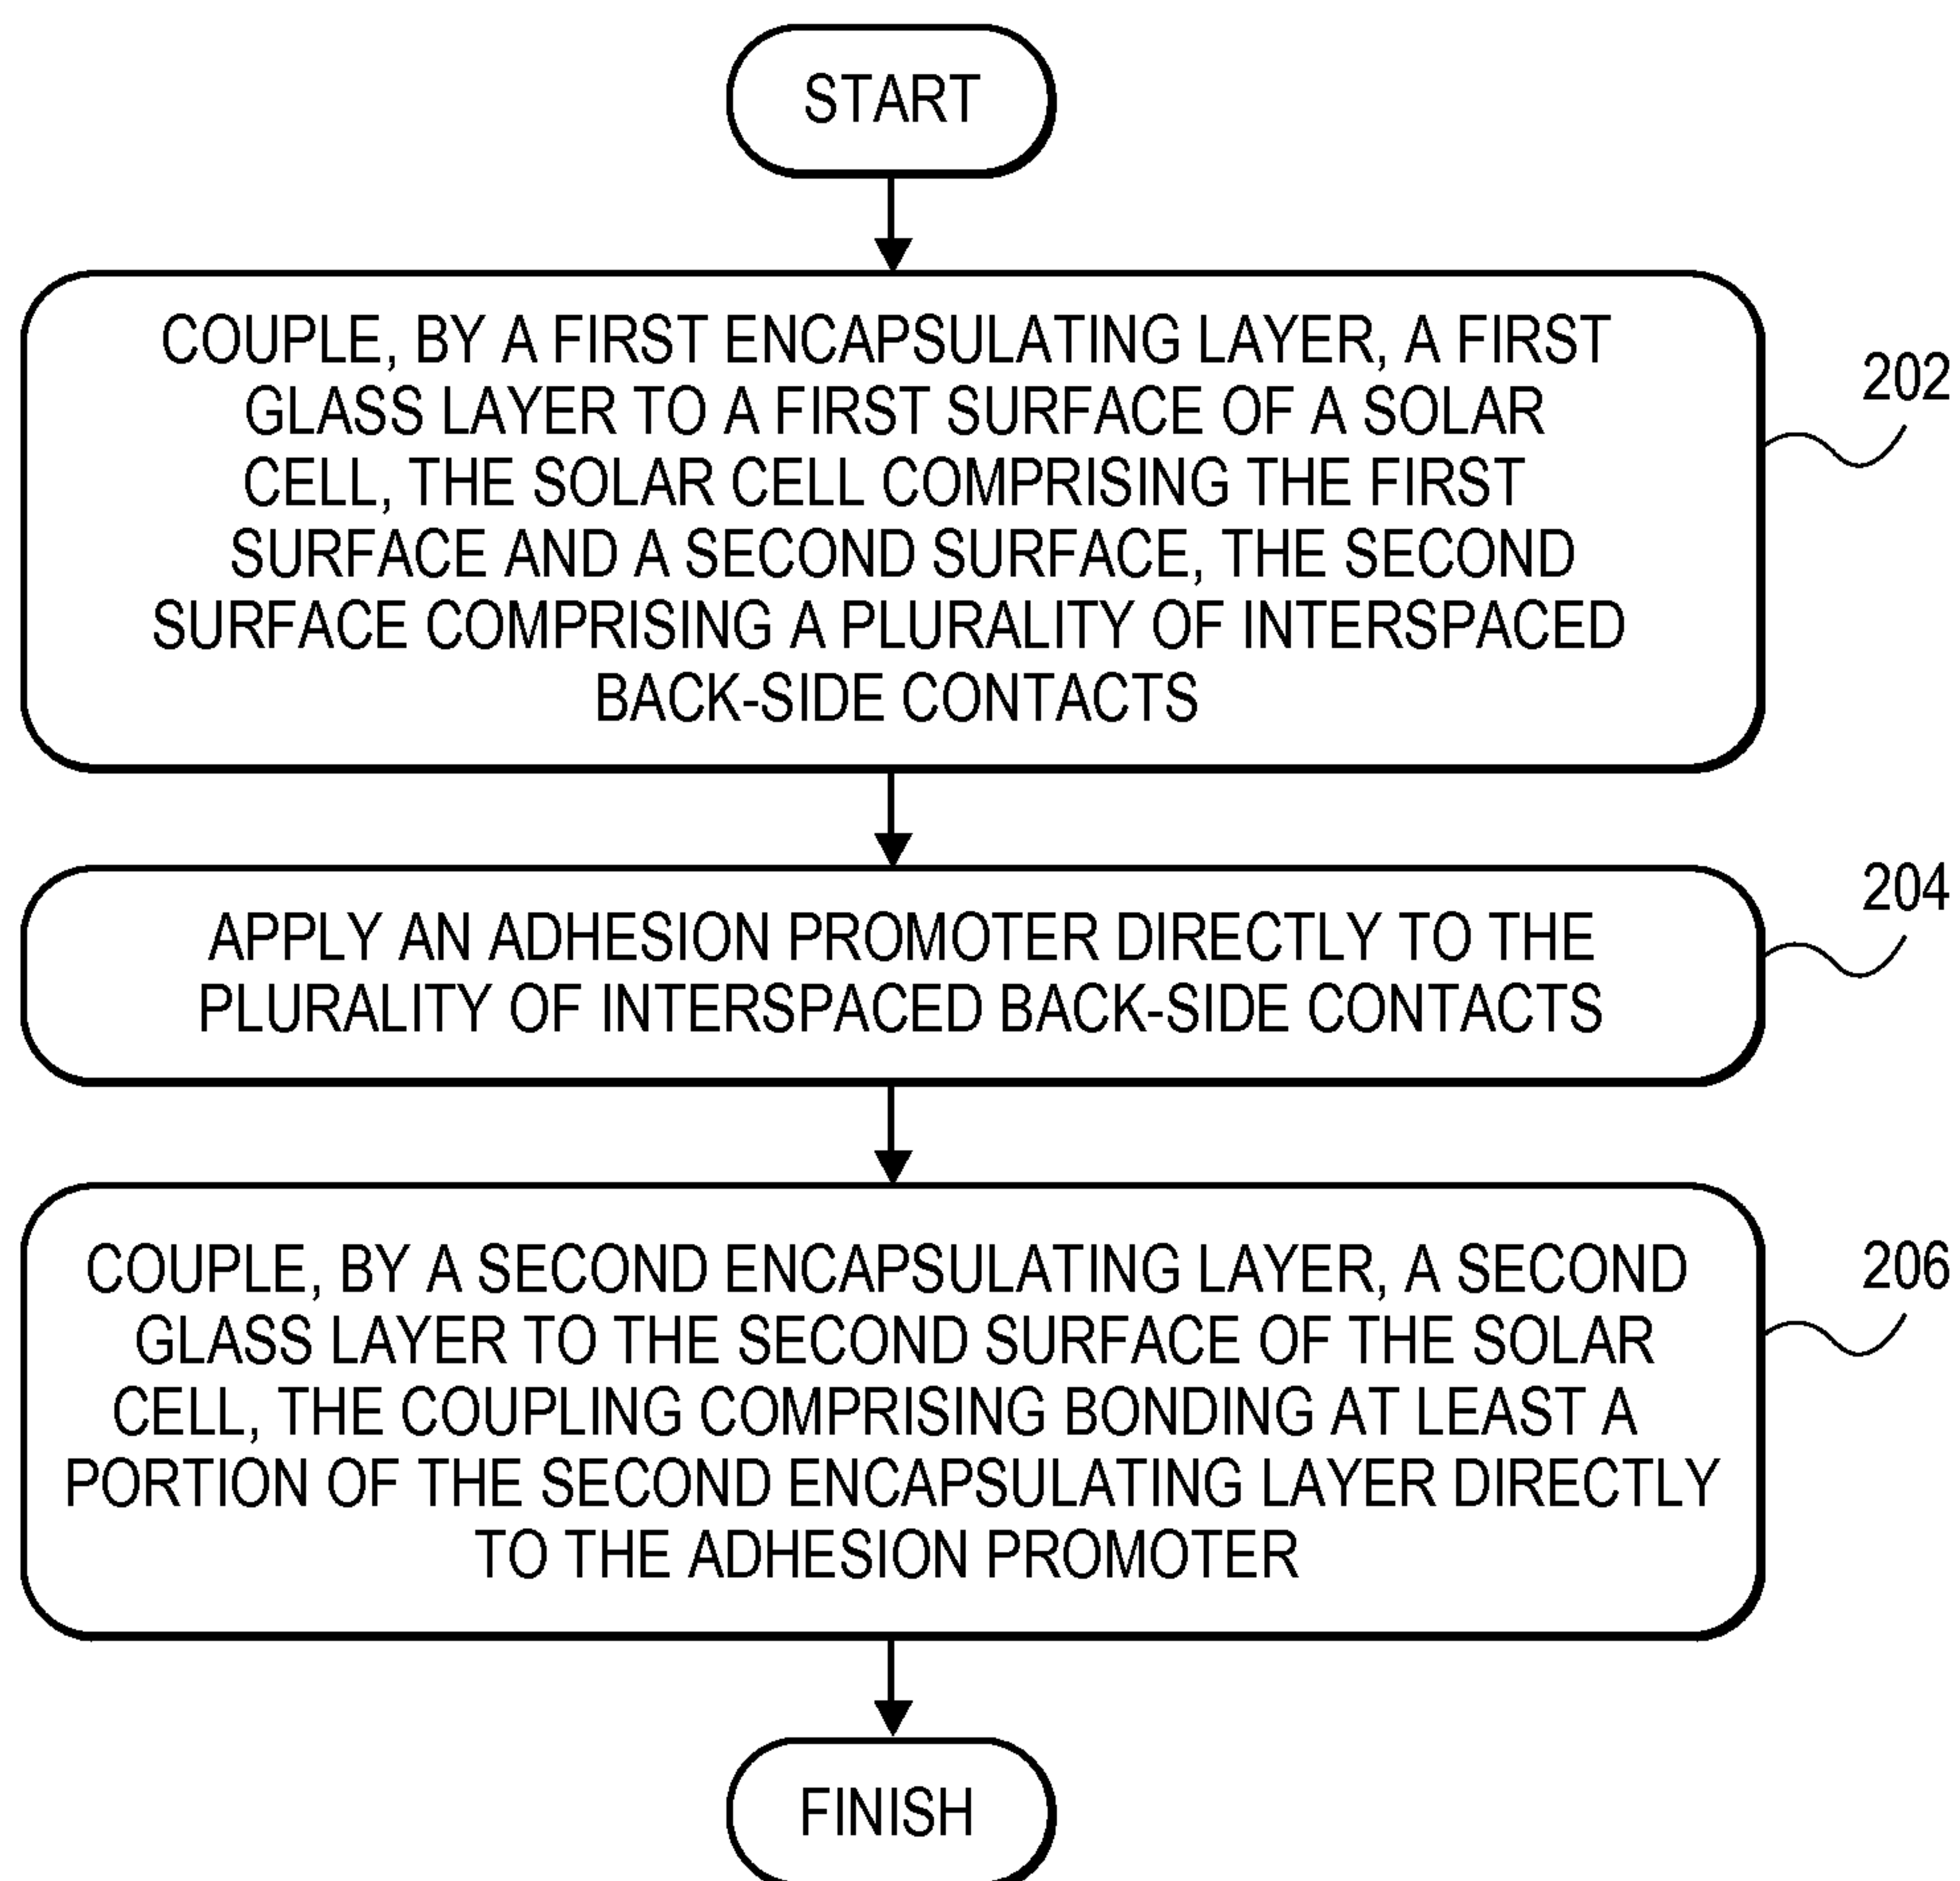 START
COUPLE, BY A FIRST ENCAPSULATING LAYER, A FIRST
GLASS LAYER TO A FIRST SURFACE OF A SOLAR
CELL, THE SOLAR CELL COMPRISING THE FIRST
SURFACE AND A SECOND SURFACE, THE SECOND
SURFACE COMPRISING A PLURALITY OF INTERSPACED
BACK-SIDE CONTACTS
202
APPLY AN ADHESION PROMOTER DIRECTLY TO THE
PLURALITY OF INTERSPACED BACK-SIDE CONTACTS
204
COUPLE, BY A SECOND ENCAPSULATING LAYER, A SECOND
GLASS LAYER TO THE SECOND SURFACE OF THE SOLAR
CELL, THE COUPLING COMPRISING BONDING AT LEAST A
PORTION OF THE SECOND ENCAPSULATING LAYER DIRECTLY
TO THE ADHESION PROMOTER
206
FINISH